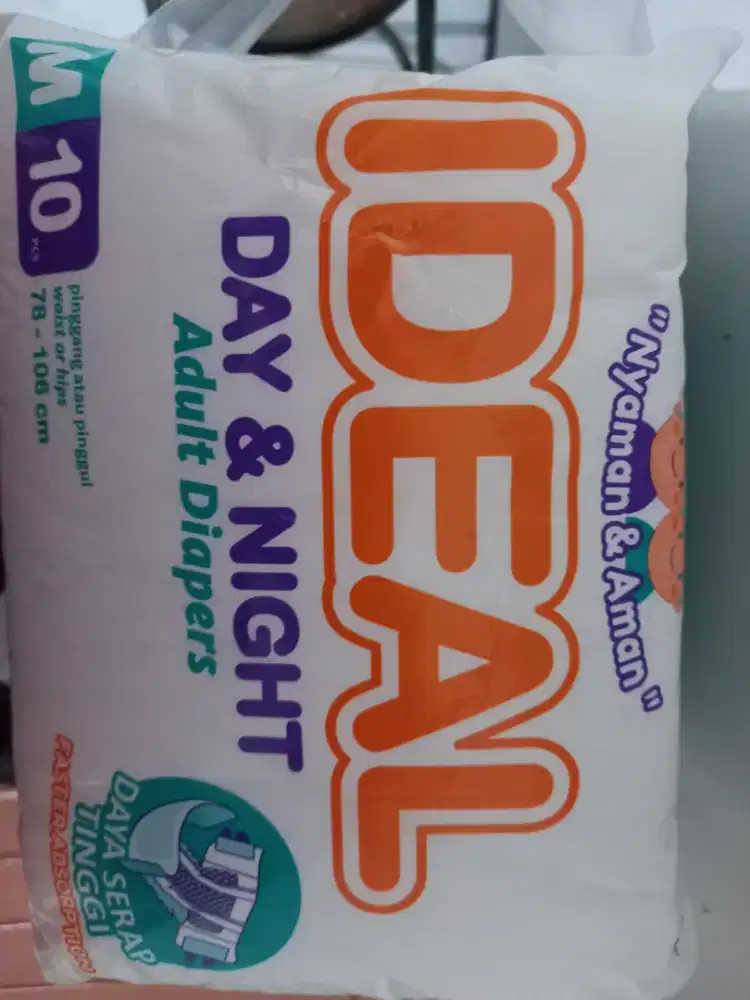 "Nyaman & Aman"
IDEAL
DAY & NIGHT
Adult Diapers
M 10 PCS
pinggang atau pinggul
waist or hips
78 - 106 cm
DAYA SERAP
TINGGI
FASTER ABSORPTION